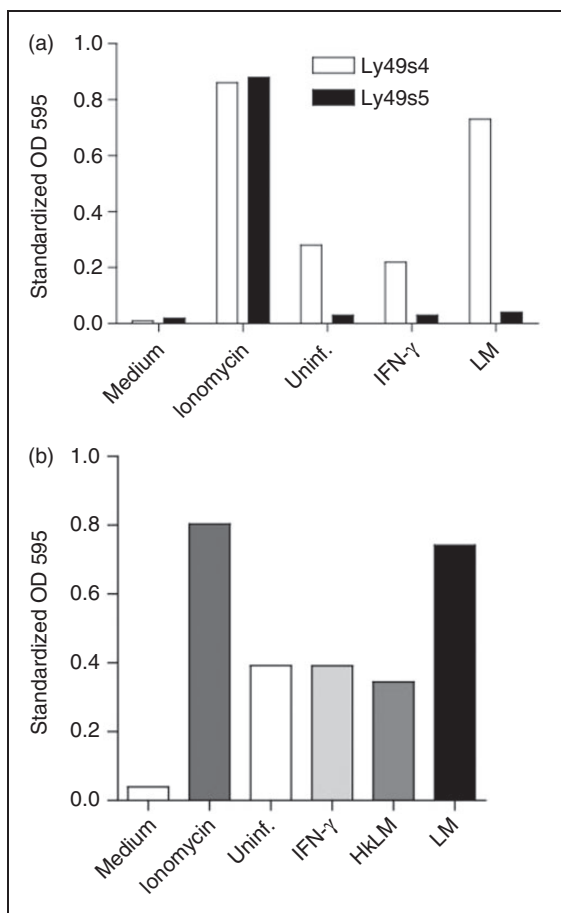 (a)
Standardized OD 595
1.0
0.8
0.6
0.4
0.2
0.0
Ly49s4
Ly49s5
Medium
Ionomycin
Uninf.
IFN-γ
LM
(b)
Standardized OD 595
1.0
0.8
0.6
0.4
0.2
0.0
Medium
Ionomycin
Uninf.
IFN-γ
HkLM
LM